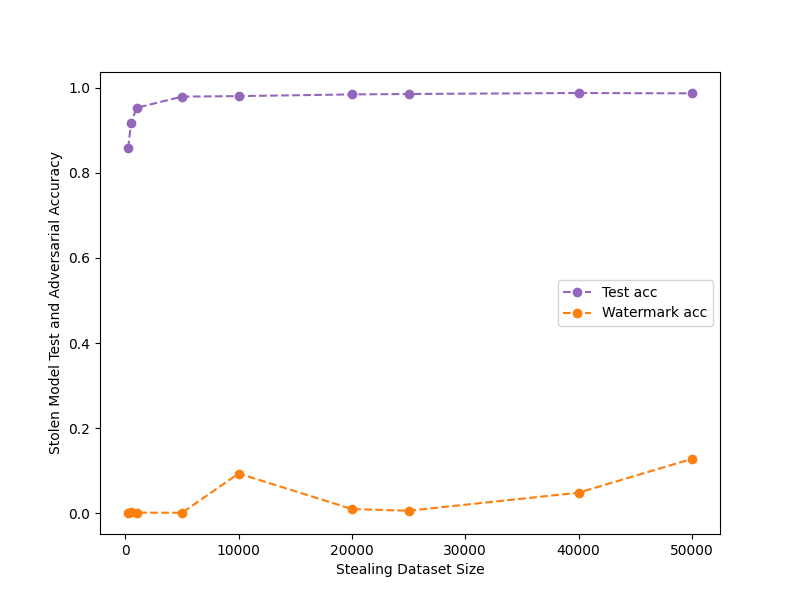 1.0
0.8
0.6
0.4
0.2
0.0
Stolen Model Test and Adversarial Accuracy
Test acc
Watermark acc
0 10000 20000 30000 40000 50000
Stealing Dataset Size